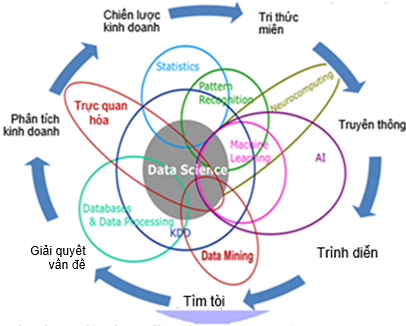 Chiến lược
kinh doanh
Tri thức
miền
Statistics
Pattern
Recognition
Neurocomputing
Phân tích
kinh doanh
Trực quan
hóa
Truyền thông
Machine
Learning
AI
Data Science
Databases
& Data Processing
KDD
Data Mining
Giải quyết
vấn đề
Trình diễn
Tìm tòi